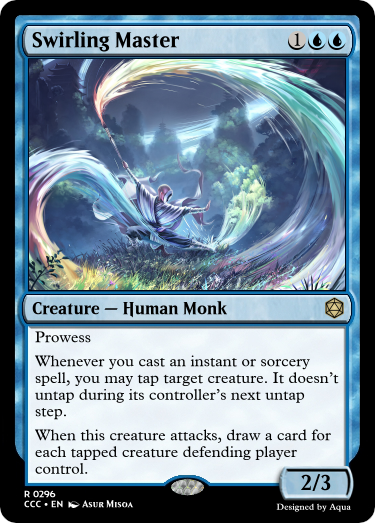 Swirling Master 1
Creature — Human Monk
Prowess
Whenever you cast an instant or sorcery
spell, you may tap target creature. It doesn't
untap during its controller's next untap
step.
When this creature attacks, draw a card for
each tapped creature defending player
control.
2/3
R 0296
CCC • EN Asur Misoa
Designed by Aqua